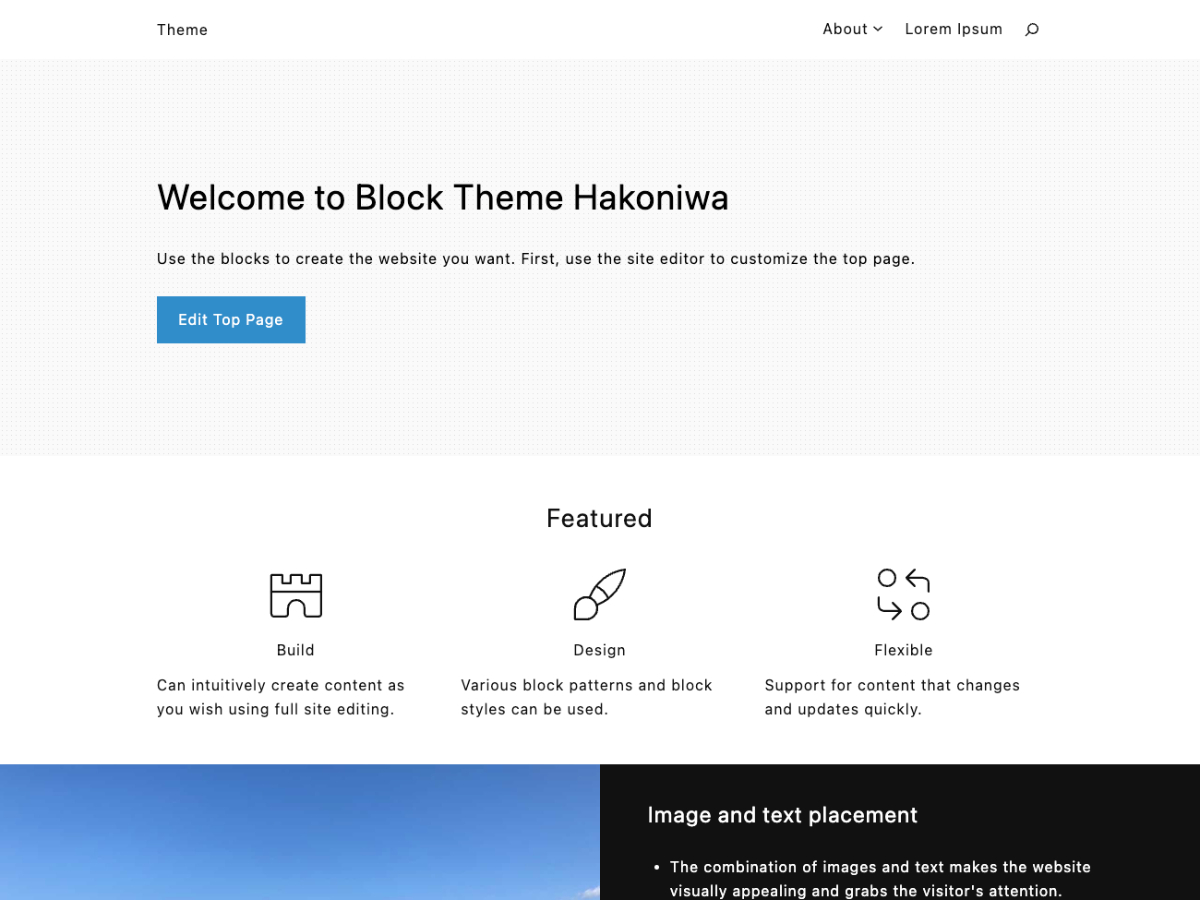 Theme
About
Lorem Ipsum
Welcome to Block Theme Hakoniwa
Use the blocks to create the website you want. First, use the site editor to customize the top page.
Edit Top Page
Featured
Build
Can intuitively create content as
you wish using full site editing.
Design
Various block patterns and block
styles can be used.
Flexible
Support for content that changes
and updates quickly.
Image and text placement
• The combination of images and text makes the website
visually appealing and grabs the visitor's attention.